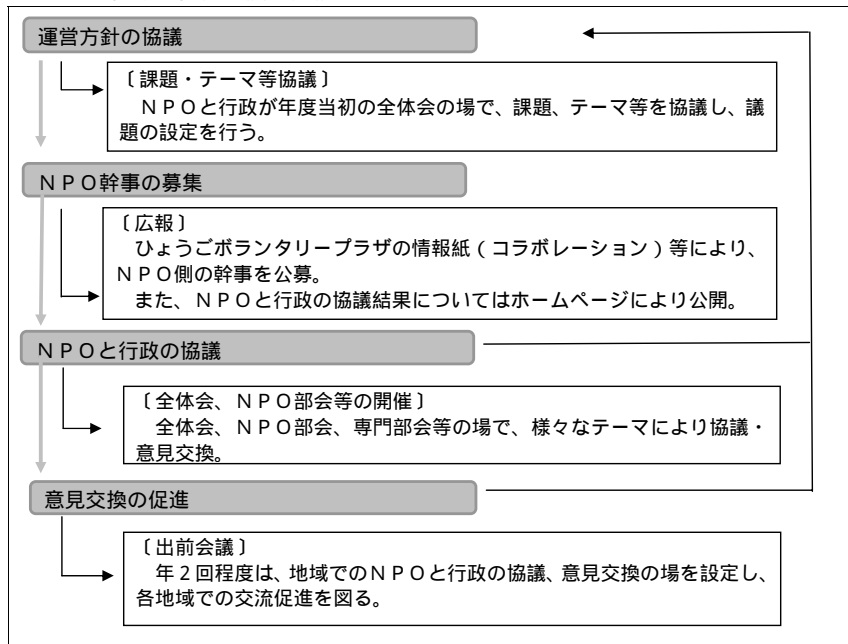 運営方針の協議
〔課題・テーマ等協議〕
NPOと行政が年度当初の全体会の場で、課題、テーマ等を協議し、議
題の設定を行う。
NPO幹事の募集
〔広報〕
ひょうごボランタリープラザの情報紙(コラボレーション)等により、
NPO側の幹事を公募。
また、NPOと行政の協議結果についてはホームページにより公開。
NPOと行政の協議
〔全体会、NPO部会等の開催〕
全体会、NPO部会、専門部会等の場で、様々なテーマにより協議・
意見交換。
意見交換の促進
〔出前会議〕
年2回程度は、地域でのNPOと行政の協議、意見交換の場を設定し、
各地域での交流促進を図る。